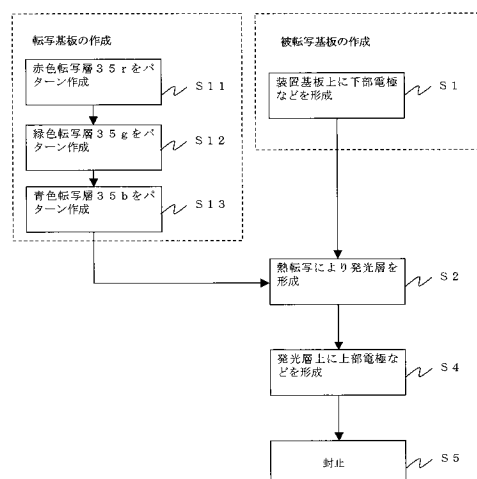 転写基板の作成
赤色転写層３５ｒをパ
ターン作成
Ｓ１１
緑色転写層３５ｇをパ
ターン作成
Ｓ１２
青色転写層３５ｂをパ
ターン作成
Ｓ１３
被転写基板の作成
装置基板上に下部電極
などを形成
Ｓ１
熱転写により発光層を
形成
Ｓ２
発光層上に上部電極な
どを形成
Ｓ４
封止
Ｓ５